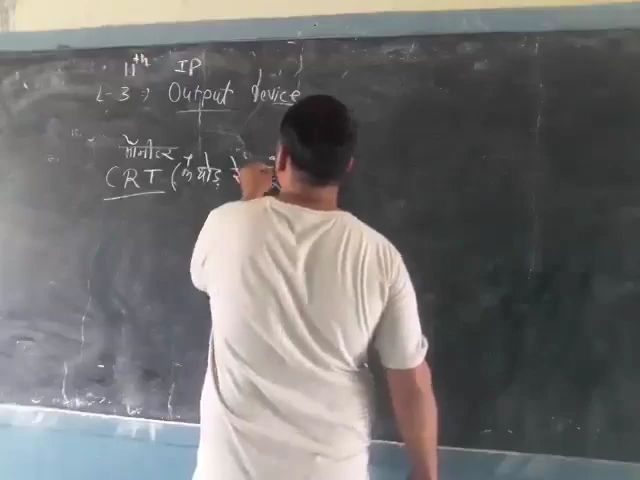 11th IP
L-3 → Output Device
मॉनीटर
CRT (कैथोड रे